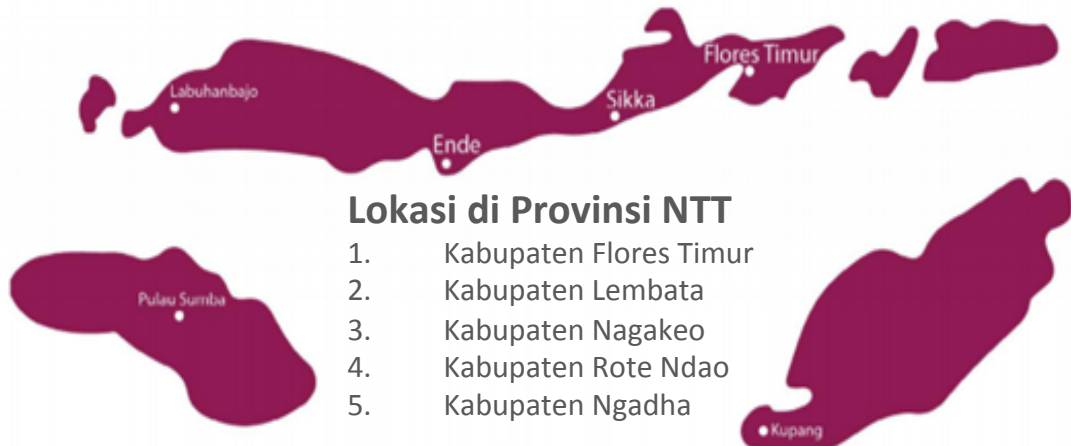 Flores Timur
Labuhanbajo
Sikka
Ende
Lokasi di Provinsi NTT
1. Kabupaten Flores Timur
2. Kabupaten Lembata
3. Kabupaten Nagakeo
4. Kabupaten Rote Ndao
5. Kabupaten Ngadha
Pulau Sumba
Kupang